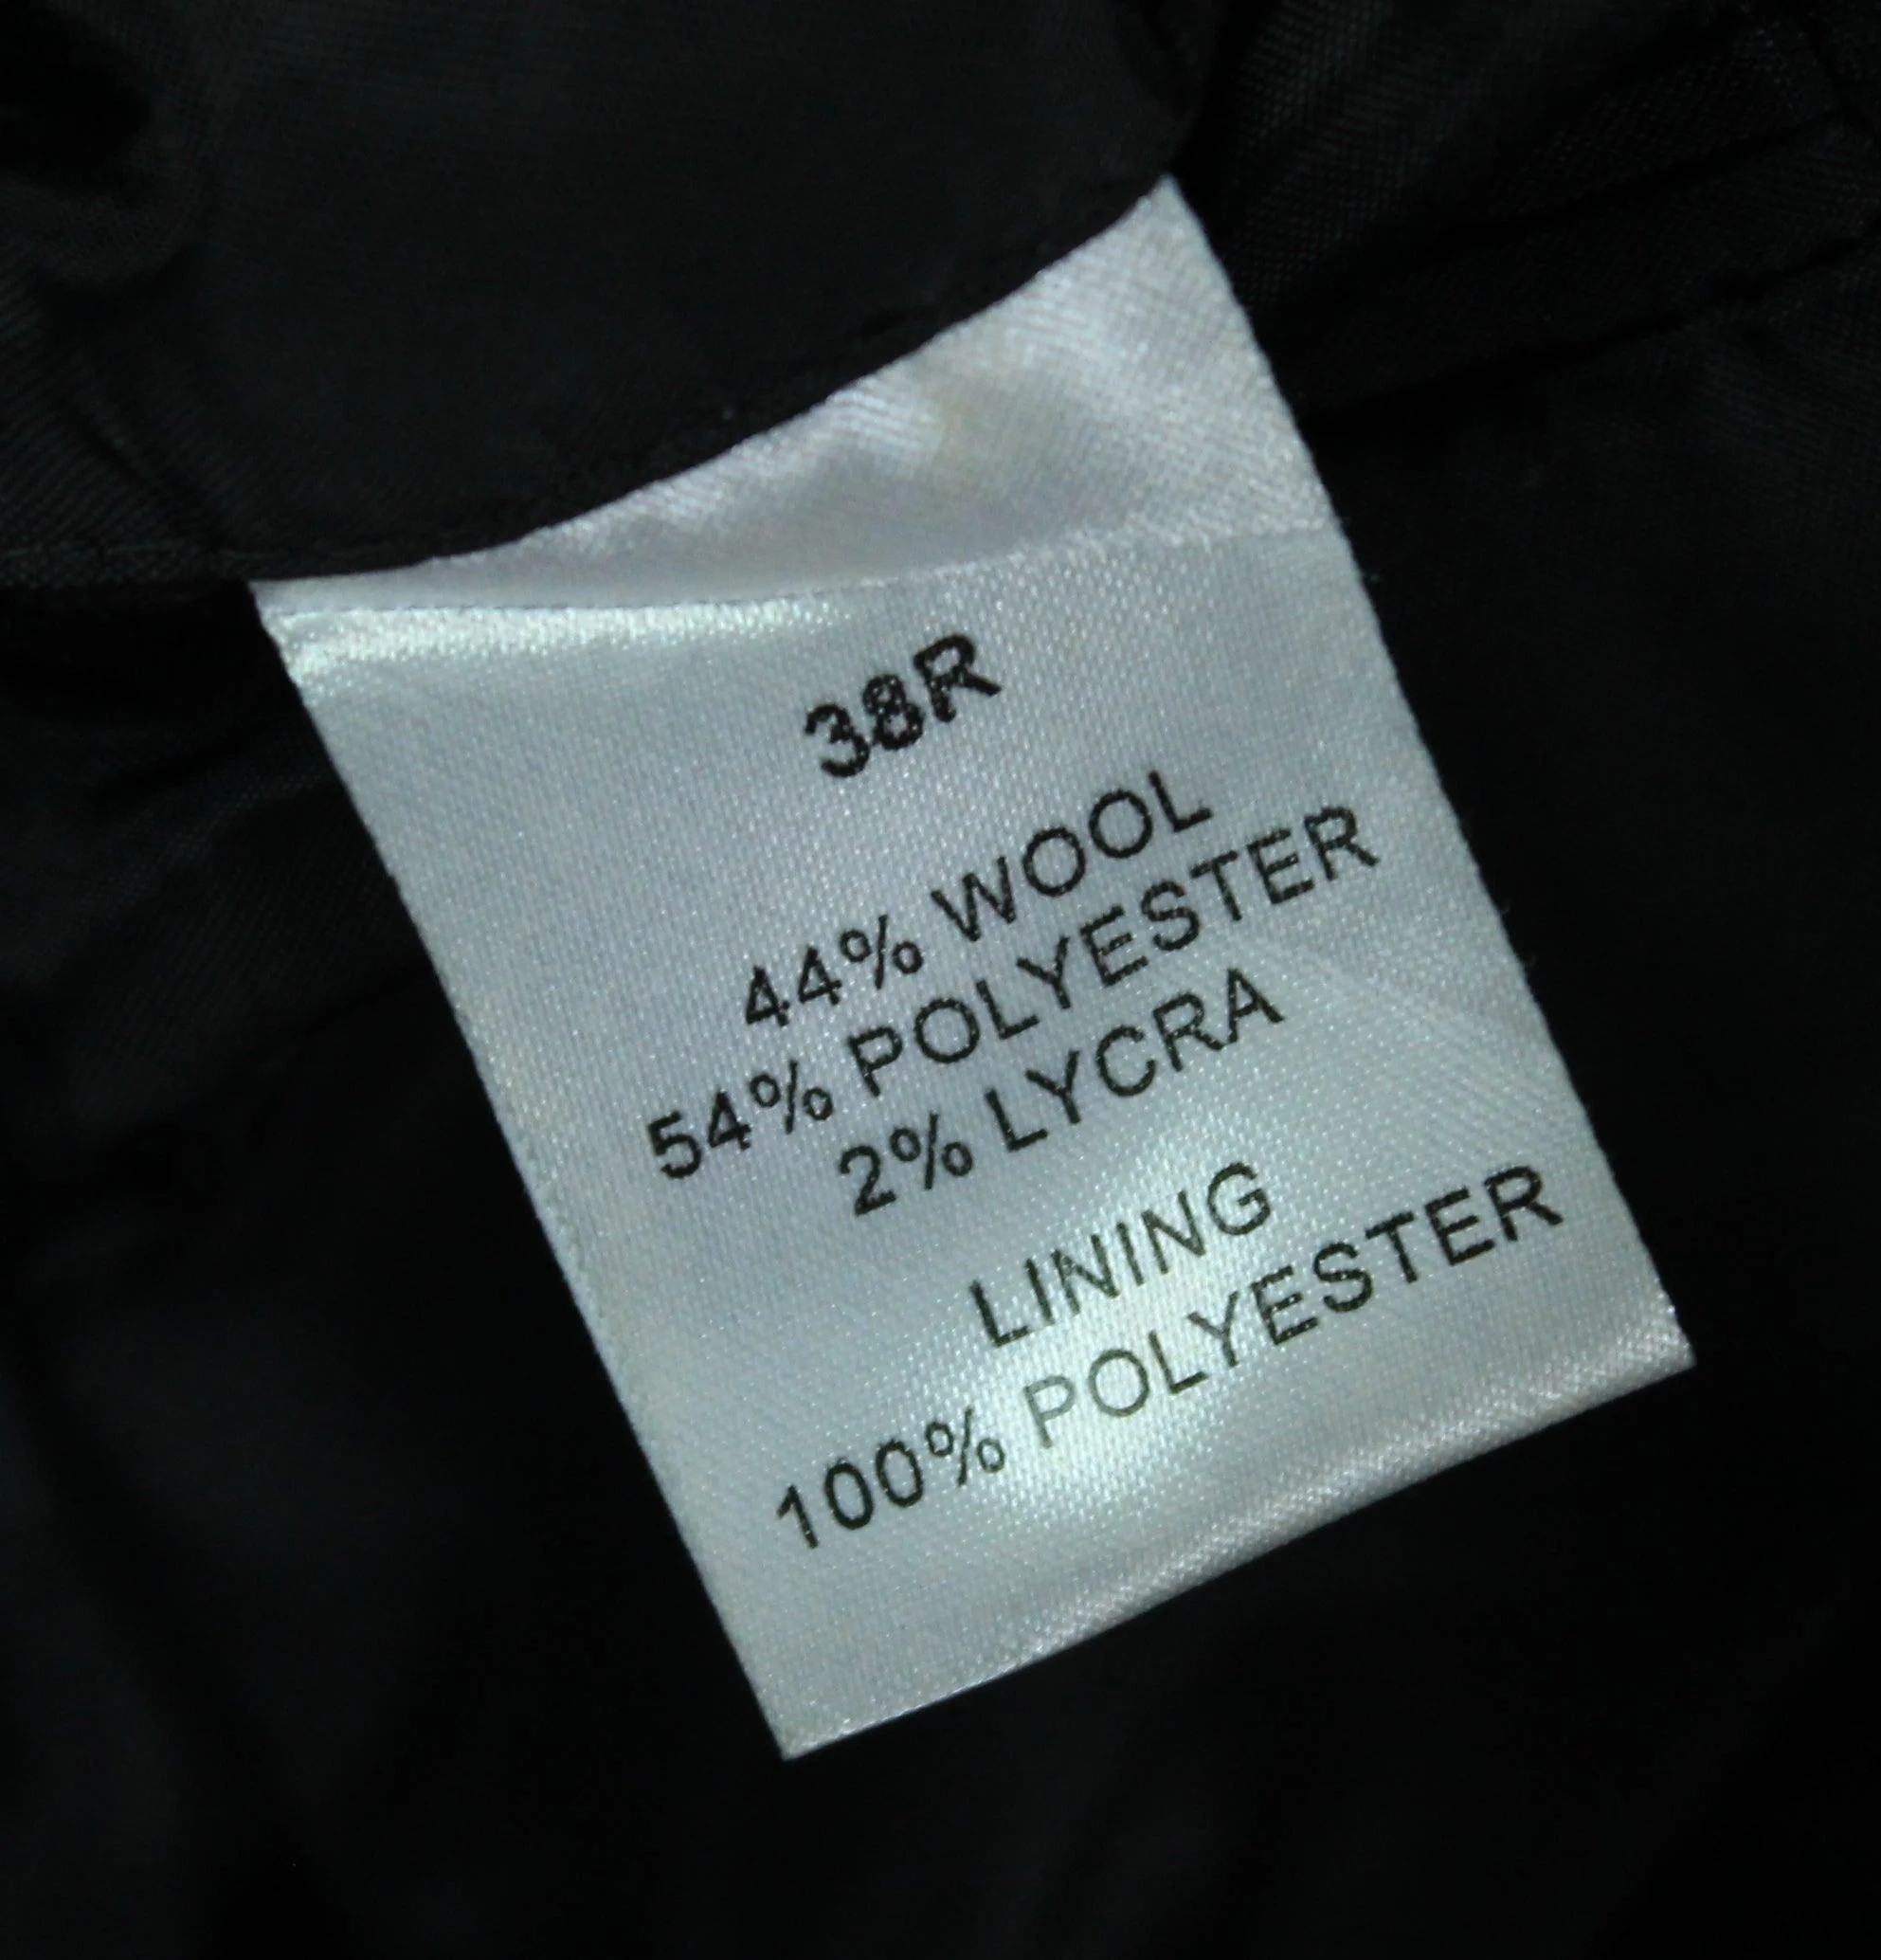 38R
44% WOOL
54% POLYESTER
2% LYCRA
LINING
100% POLYESTER